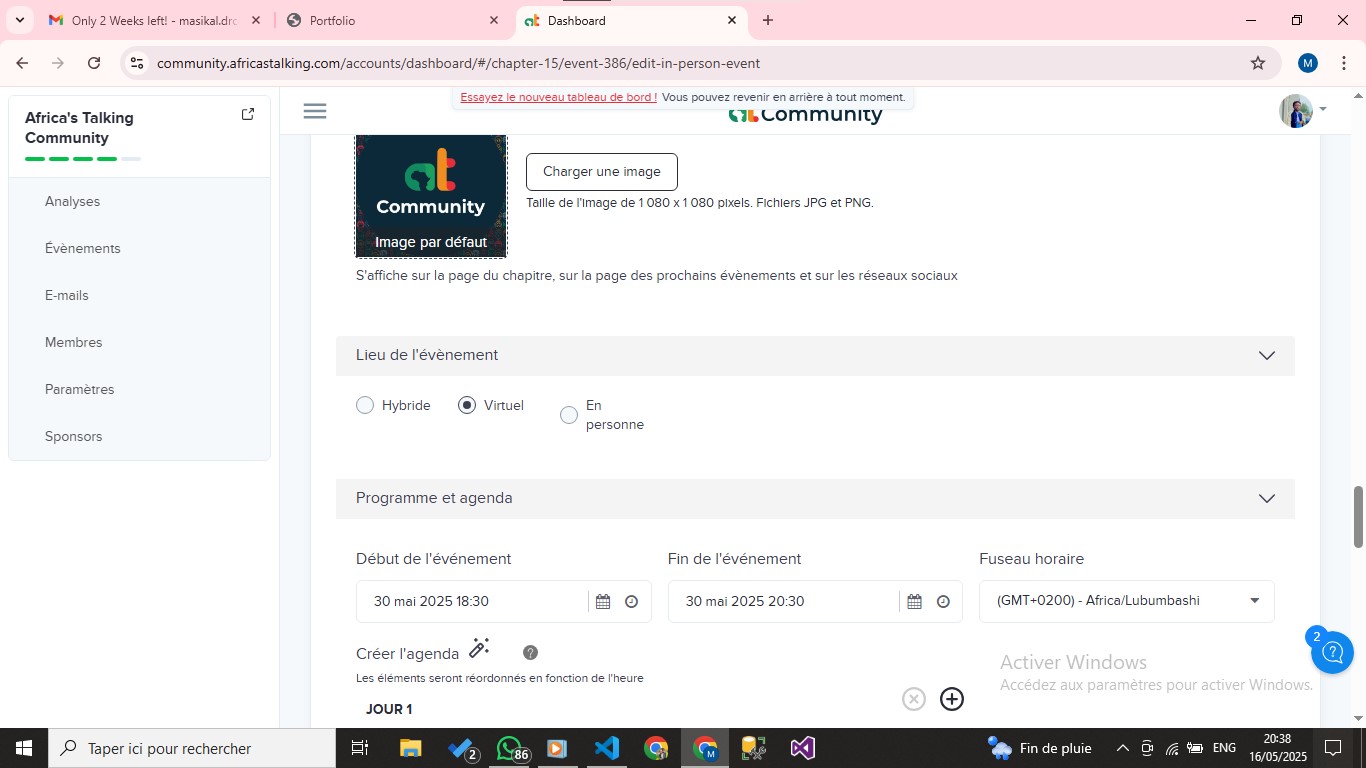 Only 2 Weeks left! - masikal.dro
Portfolio
Dashboard
community.africastalking.com/accounts/dashboard/#/chapter-15/event-386/edit-in-person-event
M
Africa's Talking
Community
Analyses
Évènements
E-mails
Membres
Paramètres
Sponsors
Essayez le nouveau tableau de bord ! Vous pouvez revenir en arrière à tout moment.
at Community
at
Community
Image par défaut
Charger une image
Taille de l'image de 1 080 x 1 080 pixels. Fichiers JPG et PNG.
S'affiche sur la page du chapitre, sur la page des prochains évènements et sur les réseaux sociaux
Lieu de l'évènement
Hybride
Virtuel
En
personne
Programme et agenda
Début de l'événement
Fin de l'événement
Fuseau horaire
30 mai 2025 18:30
30 mai 2025 20:30
(GMT+0200) - Africa/Lubumbashi
Créer l'agenda
Les éléments seront réordonnés en fonction de l'heure
JOUR 1
2
Activer Windows
Accédez aux paramètres pour activer Windows.
Taper ici pour rechercher
2
86
M
Fin de pluie
ENG
20:38
16/05/2025